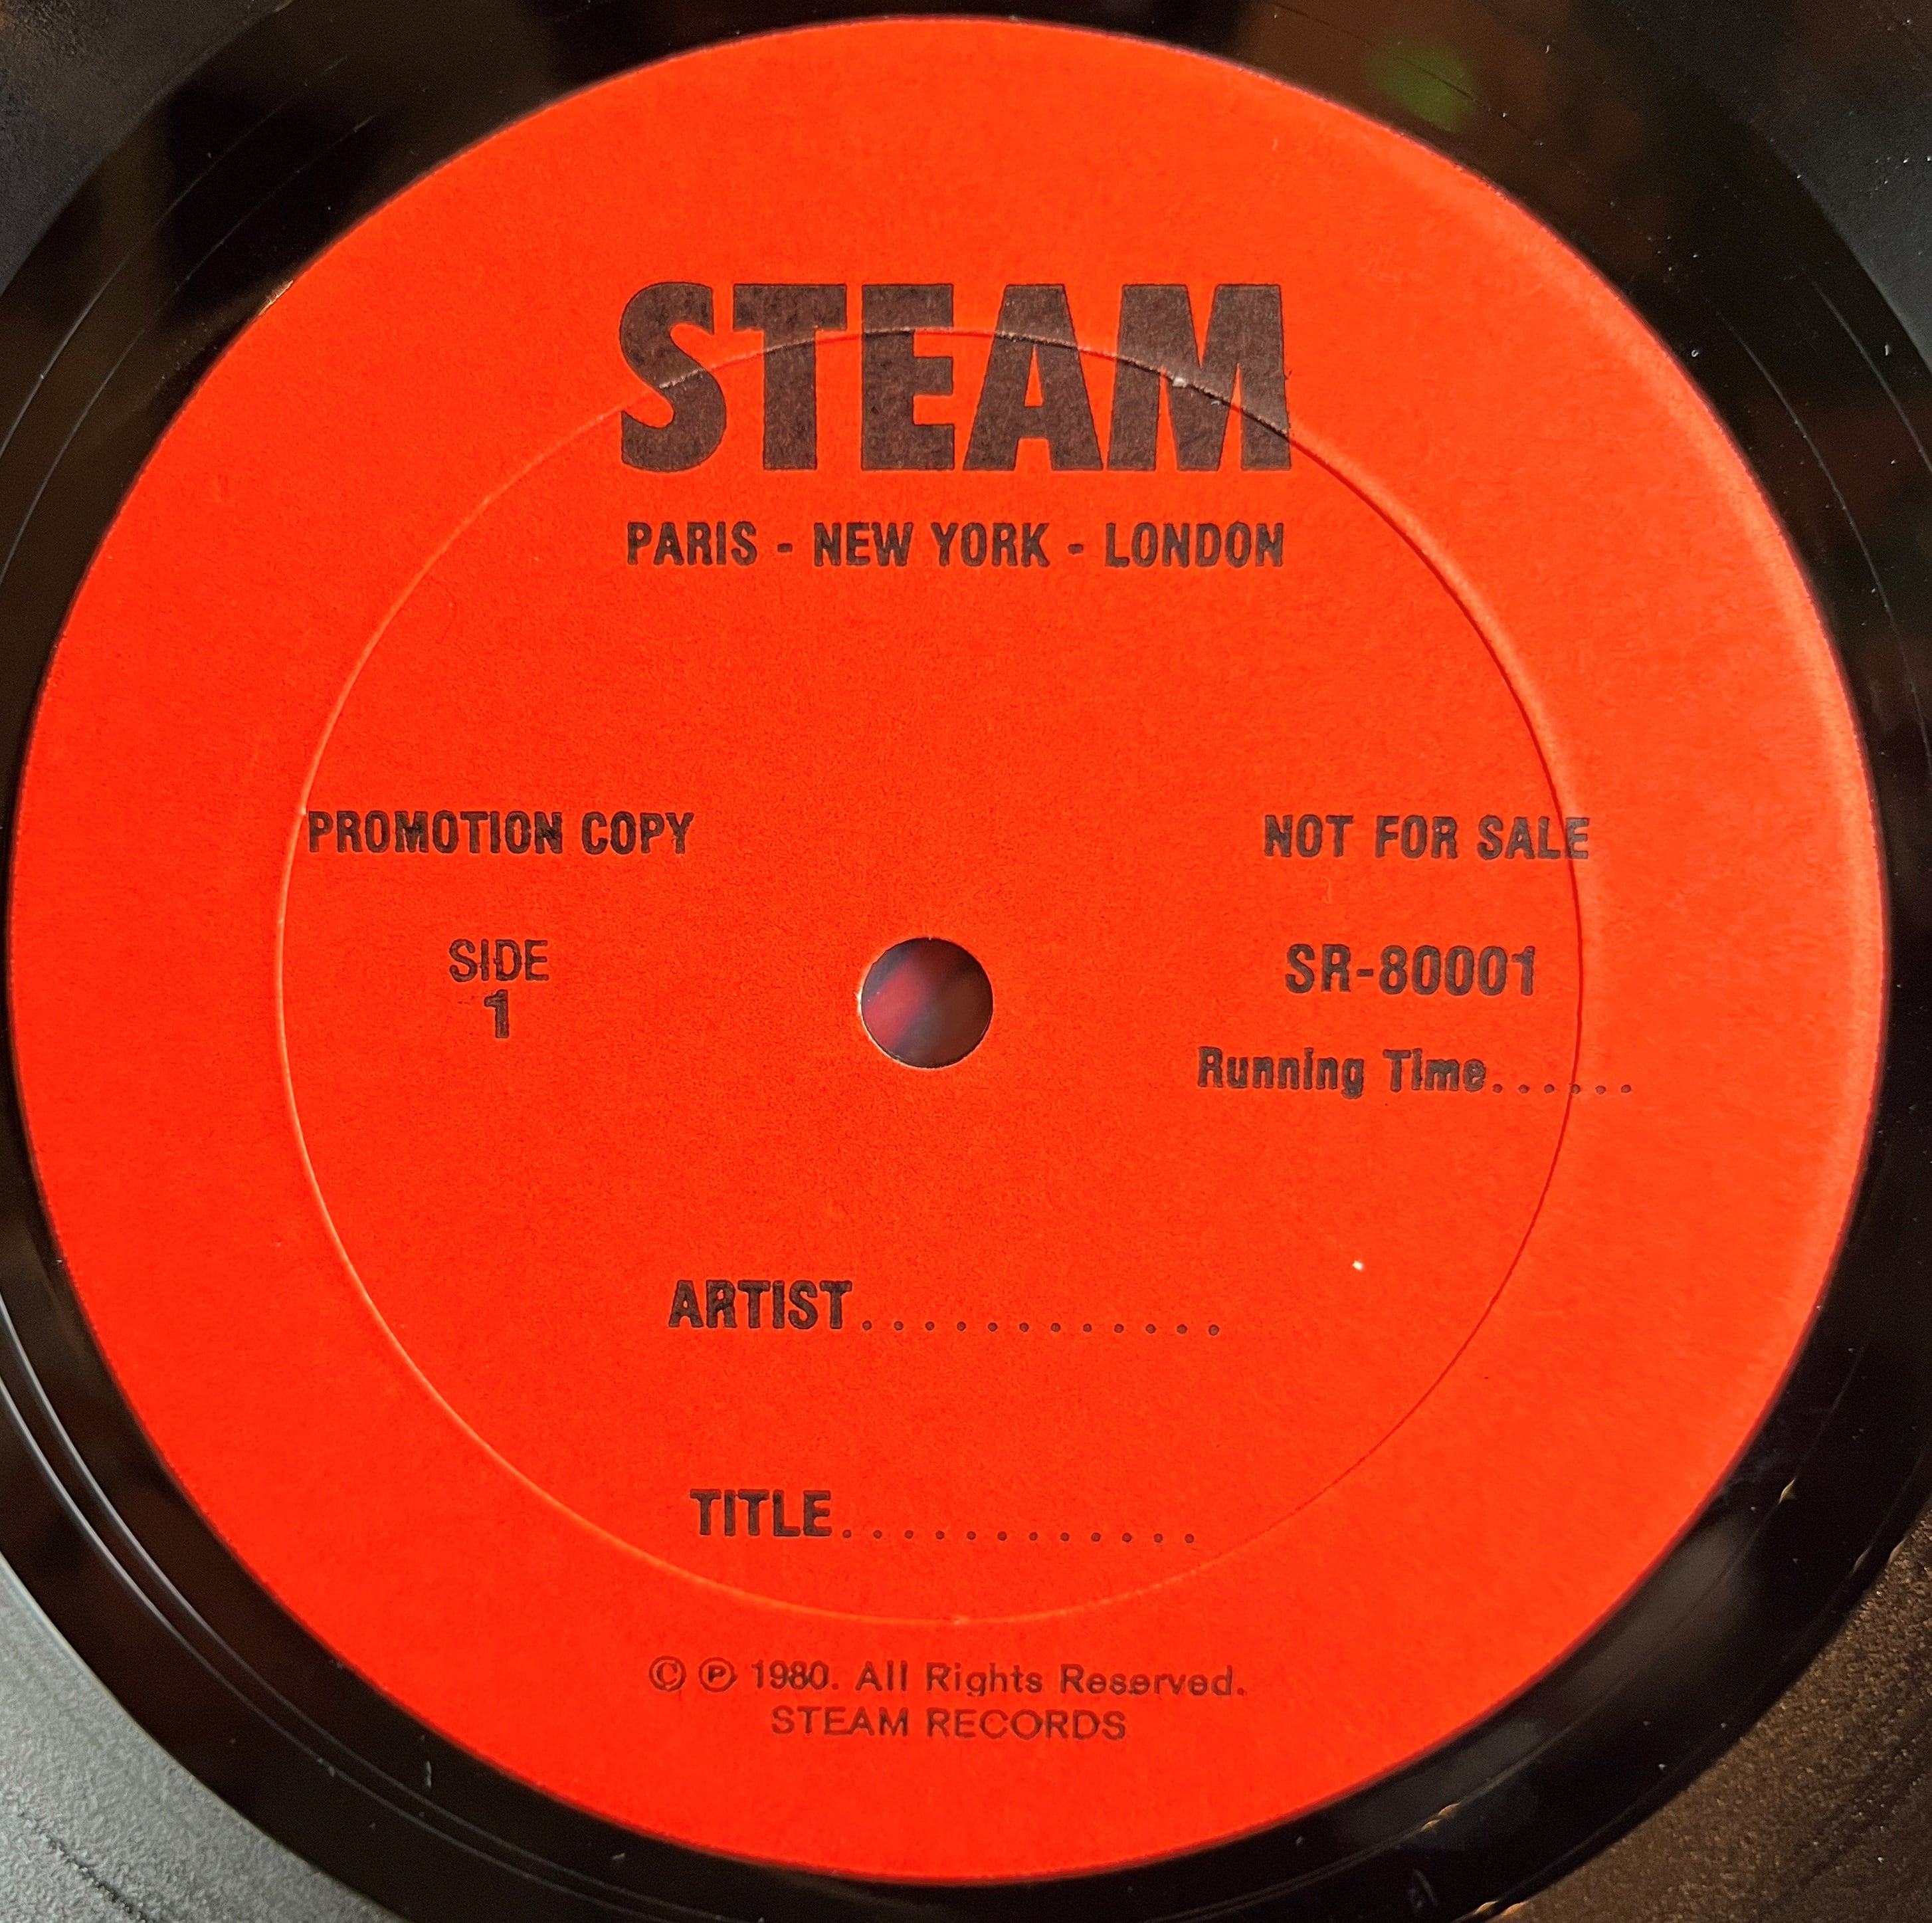 STEAM
PARIS - NEW YORK - LONDON
PROMOTION COPY
NOT FOR SALE
SIDE
1
SR-80001
Running Time......
ARTIST............
TITLE............
© ℗ 1980. All Rights Reserved.
STEAM RECORDS